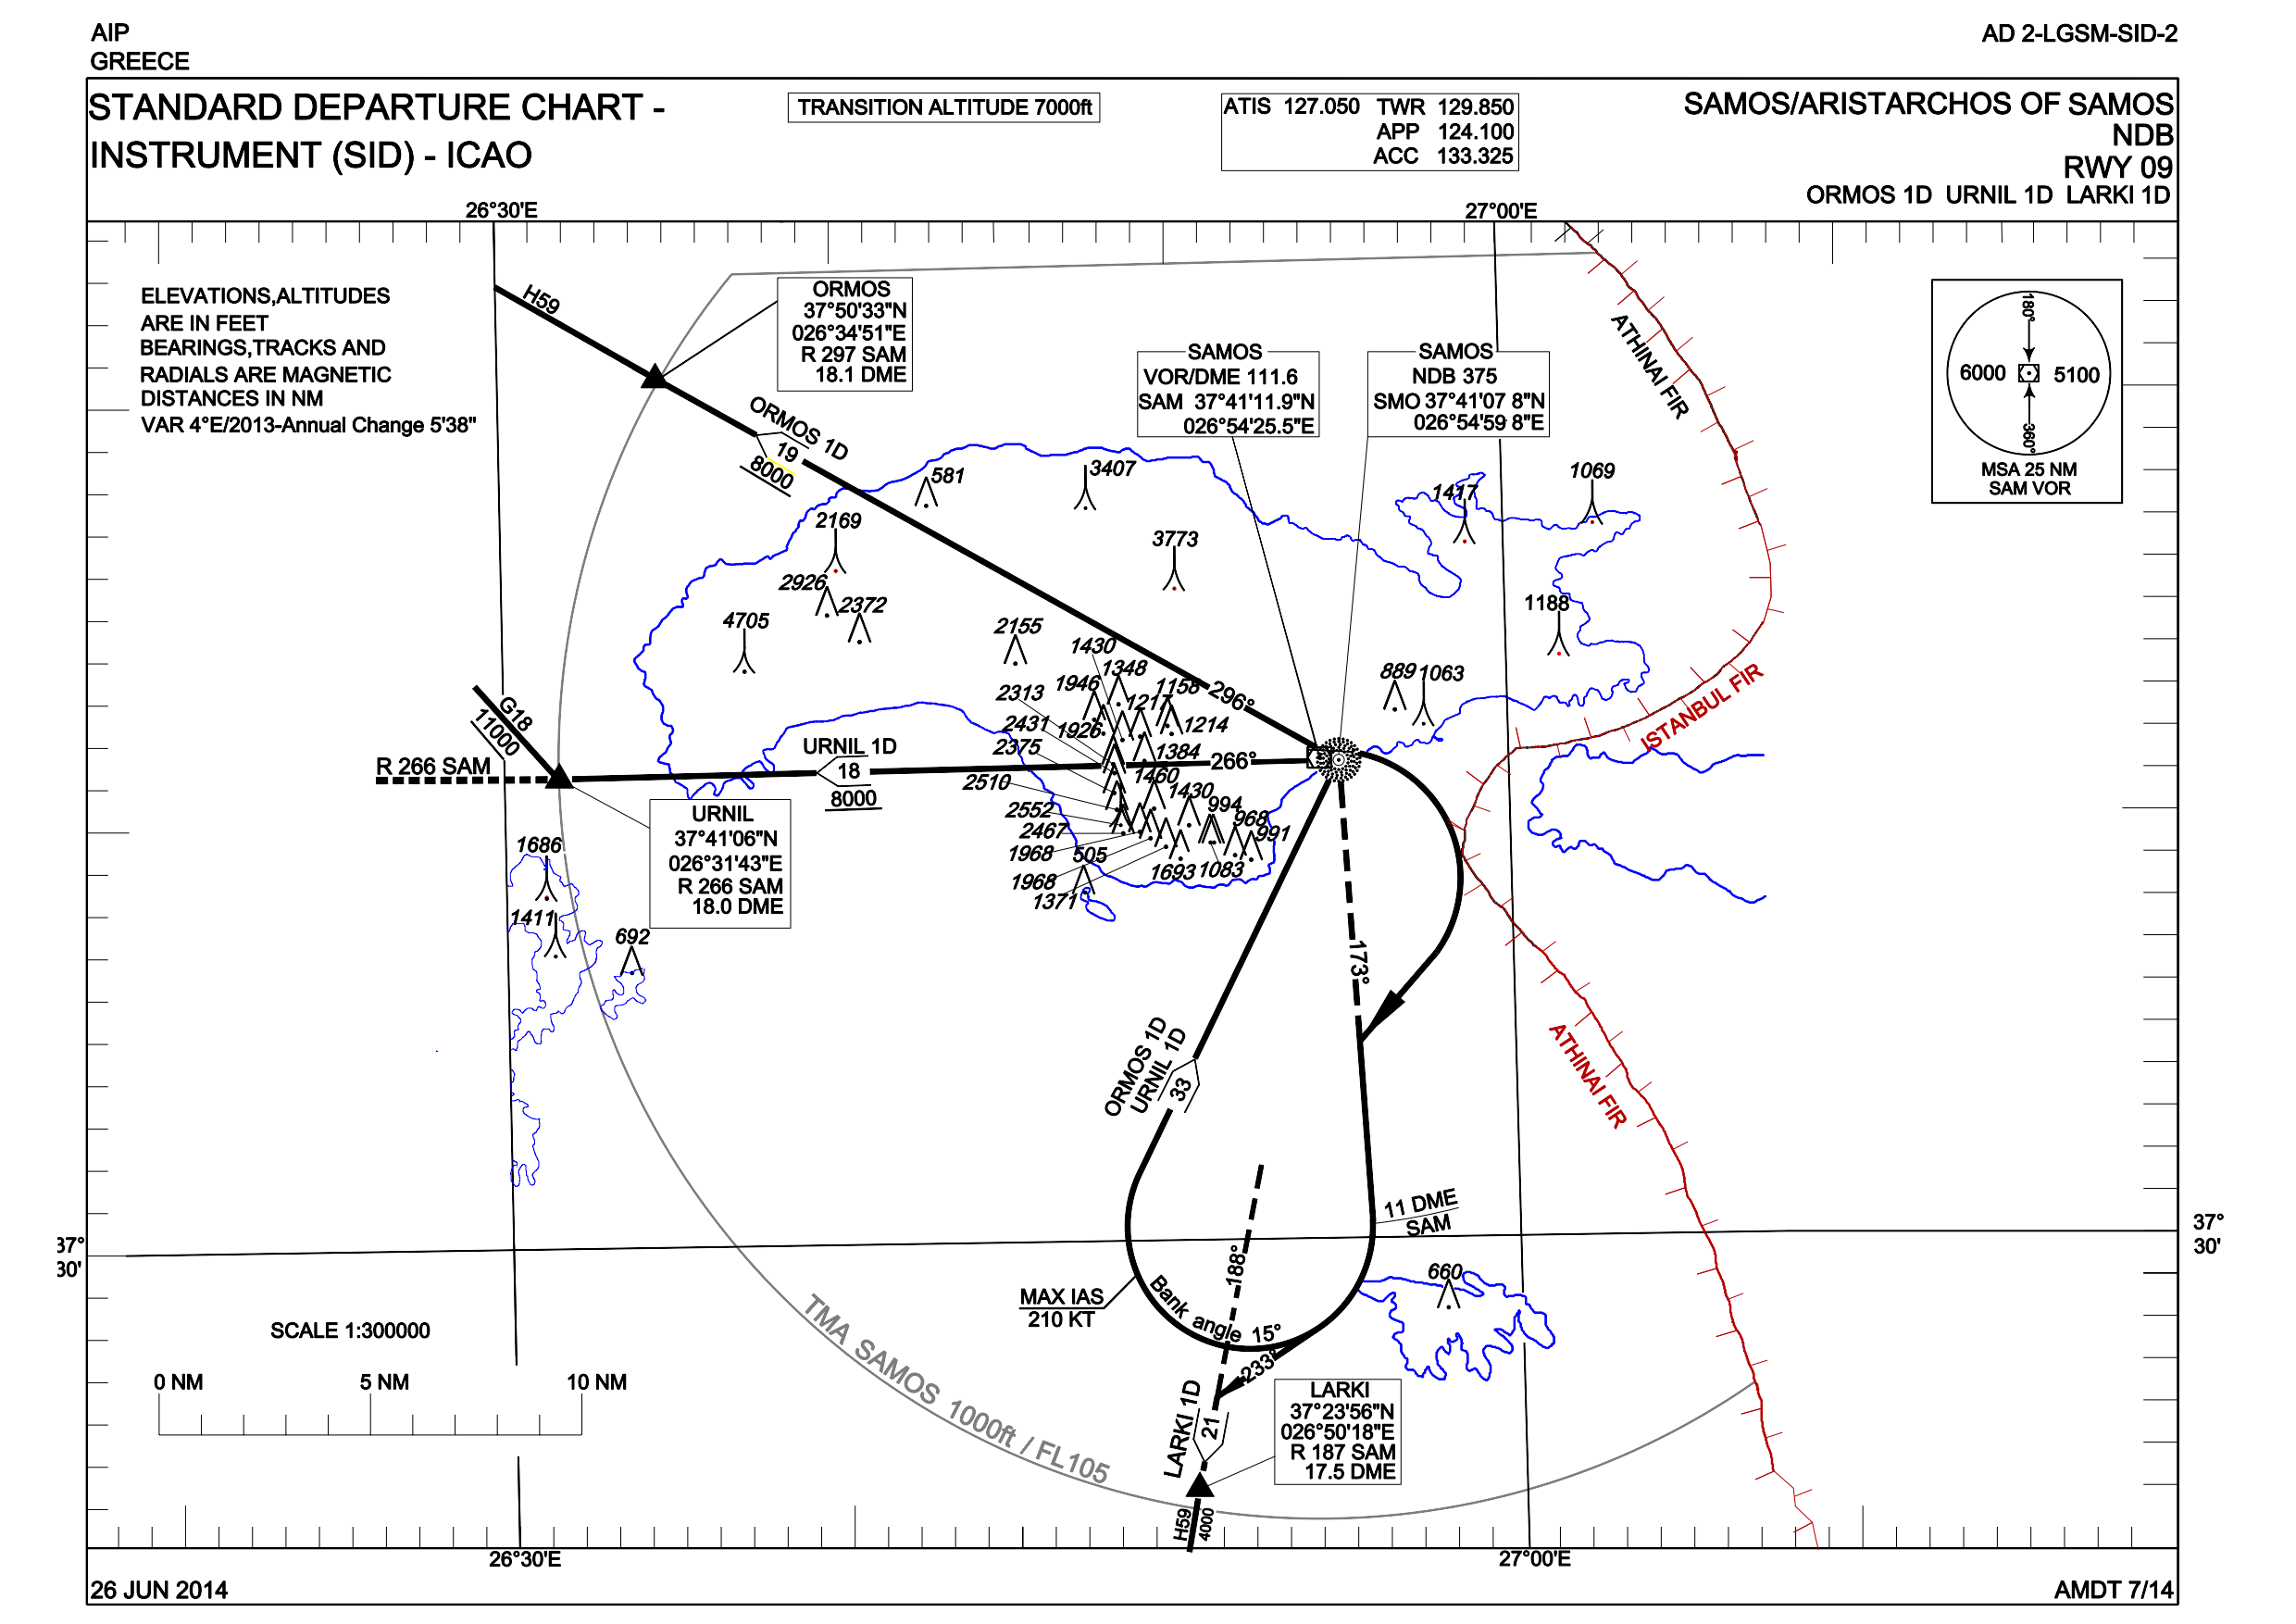 AIP
GREECE
AD 2-LGSM-SID-2
STANDARD DEPARTURE CHART -
INSTRUMENT (SID) - ICAO
TRANSITION ALTITUDE 7000ft
ATIS 127.050 TWR 129.850
APP 124.100
ACC 133.325
SAMOS/ARISTARCHOS OF SAMOS
NDB
RWY 09
ORMOS 1D URNIL 1D LARKI 1D
26°30'E
27°00'E
ELEVATIONS,ALTITUDES
ARE IN FEET
BEARINGS,TRACKS AND
RADIALS ARE MAGNETIC
DISTANCES IN NM
VAR 4°E/2013-Annual Change 5'38"
H59
ORMOS
37°50'33"N
026°34'51"E
R 297 SAM
18.1 DME
SAMOS
VOR/DME 111.6
SAM 37°41'11.9"N
026°54'25.5"E
SAMOS
NDB 375
SMO 37°41'07 8"N
026°54'59 8"E
ATHINAI FIR
180°
6000
5100
360°
MSA 25 NM
SAM VOR
ORMOS 1D
19
8000
581
3407
1417
1069
2169
3773
2926
2372
4705
1188
2155
1430
1348
889
1063
2313
1946
1158
296°
1217
1214
2431
1926
ISTANBUL FIR
G18
11000
2375
1384
266°
URNIL 1D
18
8000
R 266 SAM
2510
1460
1430
994
2552
968
2467
991
1968
505
1693
1083
1968
1371
URNIL
37°41'06"N
026°31'43"E
R 266 SAM
18.0 DME
1686
1411
692
173°
ORMOS 1D
URNIL 1D
33
ATHINAI FIR
11 DME
SAM
37°
30'
37°
30'
188°
660
MAX IAS
210 KT
Bank angle 15°
233°
TMA SAMOS 1000ft / FL105
SCALE 1:300000
0 NM
5 NM
10 NM
LARKI 1D
21
LARKI
37°23'56"N
026°50'18"E
R 187 SAM
17.5 DME
H59
4000
26°30'E
27°00'E
26 JUN 2014
AMDT 7/14